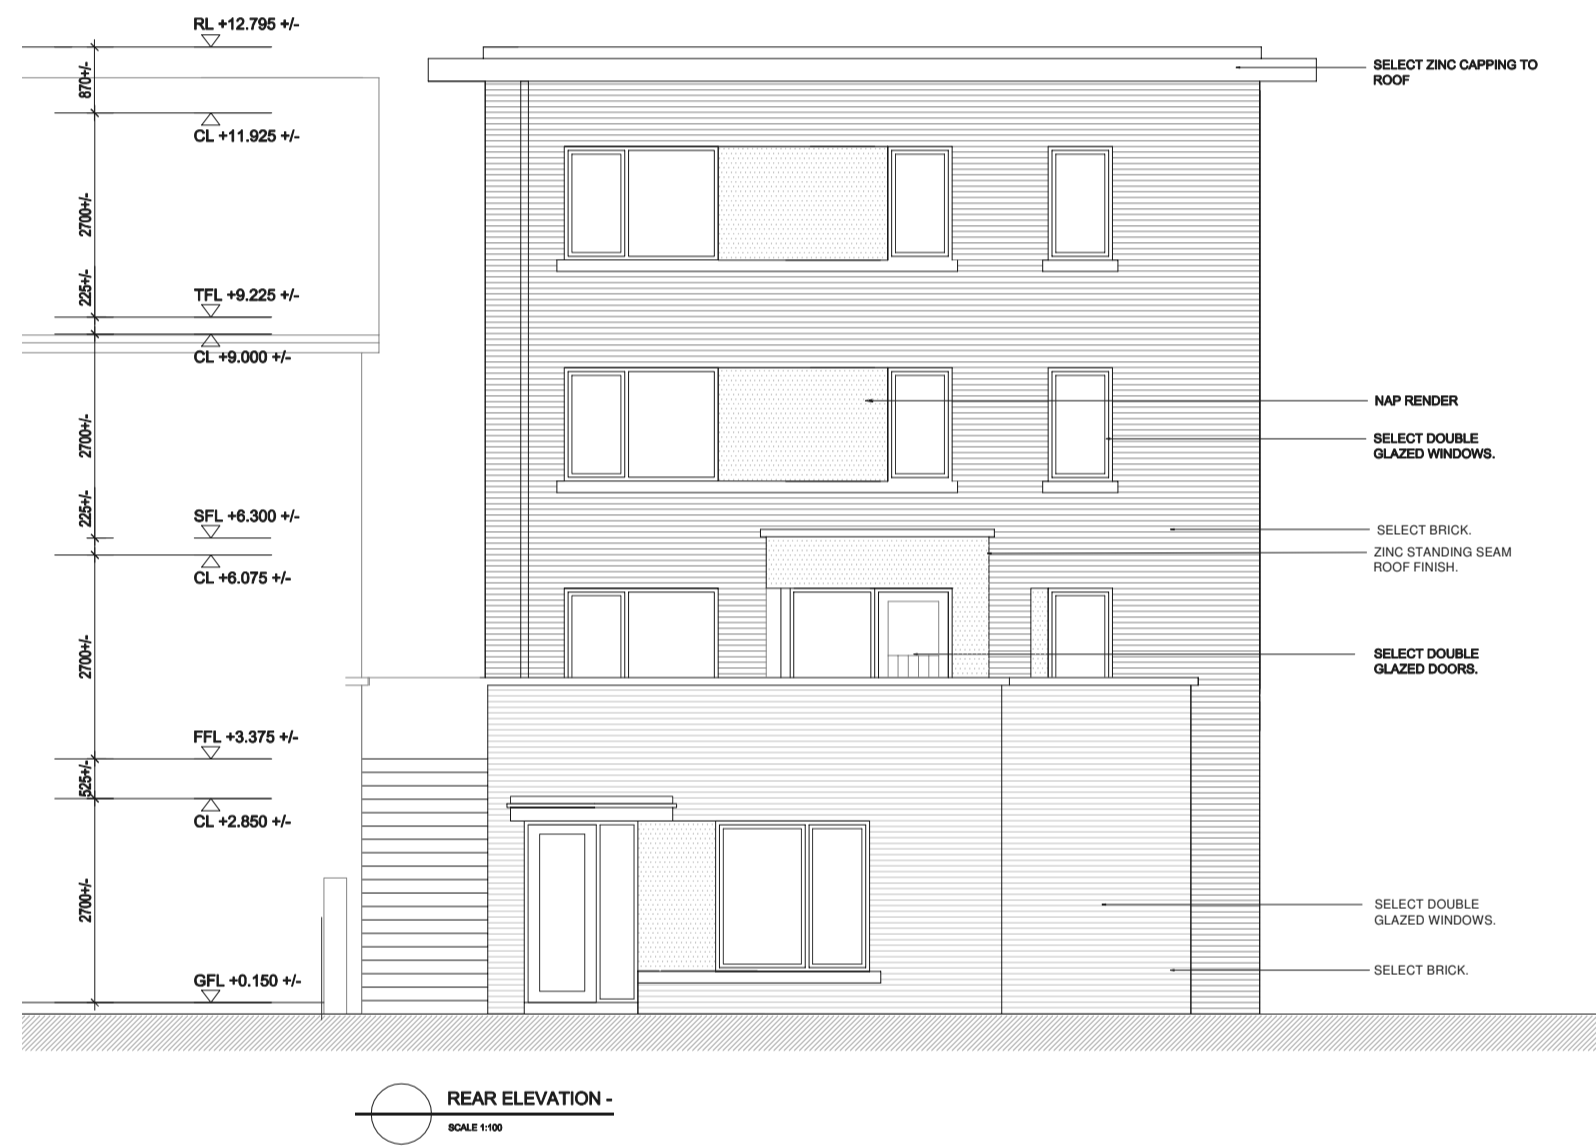 RL +12.795 +/-
870+/-
CL +11.925 +/-
2700+/-
225+/-
TFL +9.225 +/-
CL +9.000 +/-
2700+/-
225+/-
SFL +6.300 +/-
CL +6.075 +/-
2700+/-
FFL +3.375 +/-
525+/-
CL +2.850 +/-
2700+/-
GFL +0.150 +/-
SELECT ZINC CAPPING TO
ROOF
NAP RENDER
SELECT DOUBLE
GLAZED WINDOWS.
SELECT BRICK.
ZINC STANDING SEAM
ROOF FINISH.
SELECT DOUBLE
GLAZED DOORS.
SELECT DOUBLE
GLAZED WINDOWS.
SELECT BRICK.
REAR ELEVATION -
SCALE 1:100